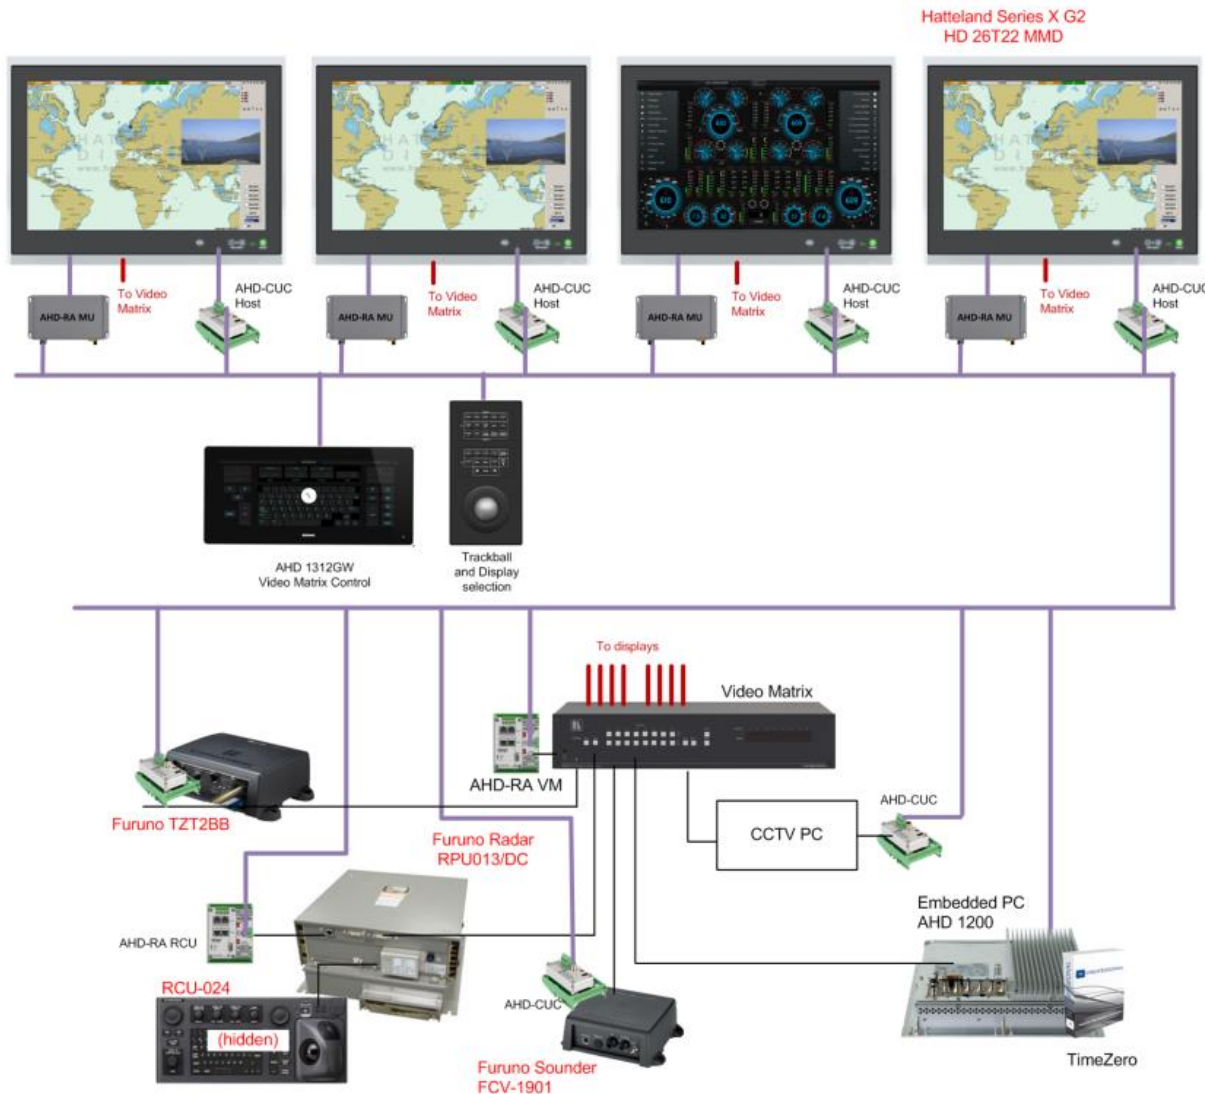 Hatteland Series X G2
HD 26T22 MMD
To Video
Matrix
AHD-CUC
Host
AHD-RA MU
To Video
Matrix
AHD-CUC
Host
AHD-RA MU
To Video
Matrix
AHD-CUC
Host
AHD-RA MU
To Video
Matrix
AHD-CUC
Host
AHD-RA MU
AHD 1312GW
Video Matrix Control
Trackball
and Display
selection
To displays
Video Matrix
AHD-RA VM
Furuno TZT2BB
Furuno Radar
RPU013/DC
CCTV PC
AHD-CUC
Embedded PC
AHD 1200
AHD-RA RCU
RCU-024
(hidden)
AHD-CUC
Furuno Sounder
FCV-1901
TimeZero